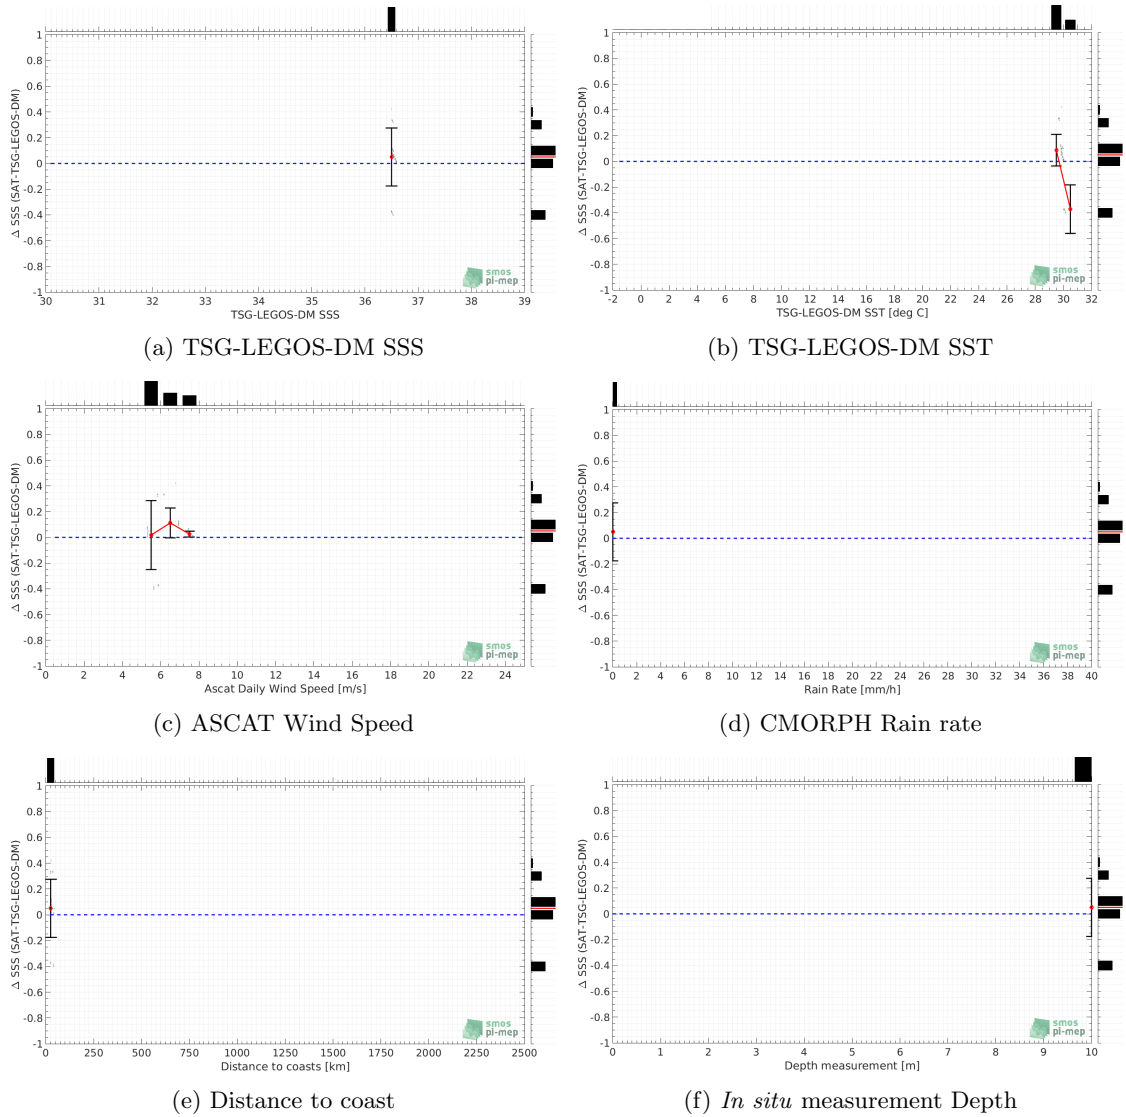 1
0.8
0.6
0.4
0.2
0
-0.2
-0.4
-0.6
-0.8
-1
Δ SSS (SAT-TSG-LEGOS-DM)
30 31 32 33 34 35 36 37 38 39
TSG-LEGOS-DM SSS
smos
pi-mep
(a) TSG-LEGOS-DM SSS
1
0.8
0.6
0.4
0.2
0
-0.2
-0.4
-0.6
-0.8
-1
Δ SSS (SAT-TSG-LEGOS-DM)
-2 0 2 4 6 8 10 12 14 16 18 20 22 24 26 28 30 32
TSG-LEGOS-DM SST [deg C]
smos
pi-mep
(b) TSG-LEGOS-DM SST
1
0.8
0.6
0.4
0.2
0
-0.2
-0.4
-0.6
-0.8
-1
Δ SSS (SAT-TSG-LEGOS-DM)
0 2 4 6 8 10 12 14 16 18 20 22 24
Ascat Daily Wind Speed [m/s]
smos
pi-mep
(c) ASCAT Wind Speed
1
0.8
0.6
0.4
0.2
0
-0.2
-0.4
-0.6
-0.8
-1
Δ SSS (SAT-TSG-LEGOS-DM)
0 2 4 6 8 10 12 14 16 18 20 22 24 26 28 30 32 34 36 38 40
Rain Rate [mm/h]
smos
pi-mep
(d) CMORPH Rain rate
1
0.8
0.6
0.4
0.2
0
-0.2
-0.4
-0.6
-0.8
-1
Δ SSS (SAT-TSG-LEGOS-DM)
0 250 500 750 1000 1250 1500 1750 2000 2250 2500
Distance to coasts [km]
smos
pi-mep
(e) Distance to coast
1
0.8
0.6
0.4
0.2
0
-0.2
-0.4
-0.6
-0.8
-1
Δ SSS (SAT-TSG-LEGOS-DM)
0 1 2 3 4 5 6 7 8 9 10
Depth measurement [m]
smos
pi-mep
(f) In situ measurement Depth